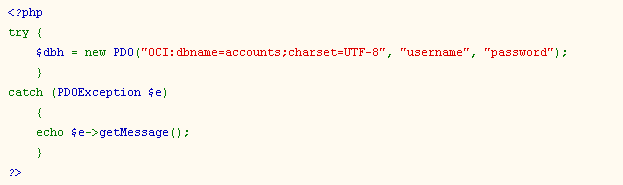 <?php
try {
    $dbh = new PDO("OCI:dbname=accounts;charset=UTF-8", "username", "password");
    }
catch (PDOException $e)
    {
    echo $e->getMessage();
    }
?>